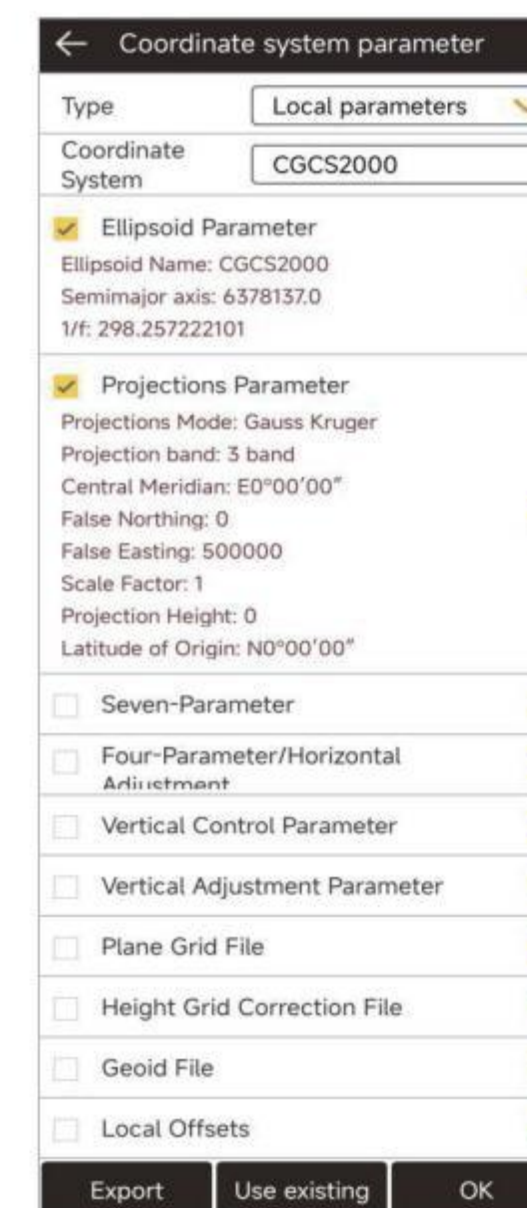 ← Coordinate system parameter
Type Local parameters
Coordinate
System CGCS2000
Ellipsoid Parameter
Ellipsoid Name: CGCS2000
Semimajor axis: 6378137.0
1/f: 298.257222101
Projections Parameter
Projections Mode: Gauss Kruger
Projection band: 3 band
Central Meridian: E0°00'00"
False Northing: 0
False Easting: 500000
Scale Factor: 1
Projection Height: 0
Latitude of Origin: N0°00'00"
Seven-Parameter
Four-Parameter/Horizontal
Adjustment
Vertical Control Parameter
Vertical Adjustment Parameter
Plane Grid File
Height Grid Correction File
Geoid File
Local Offsets
Export Use existing OK